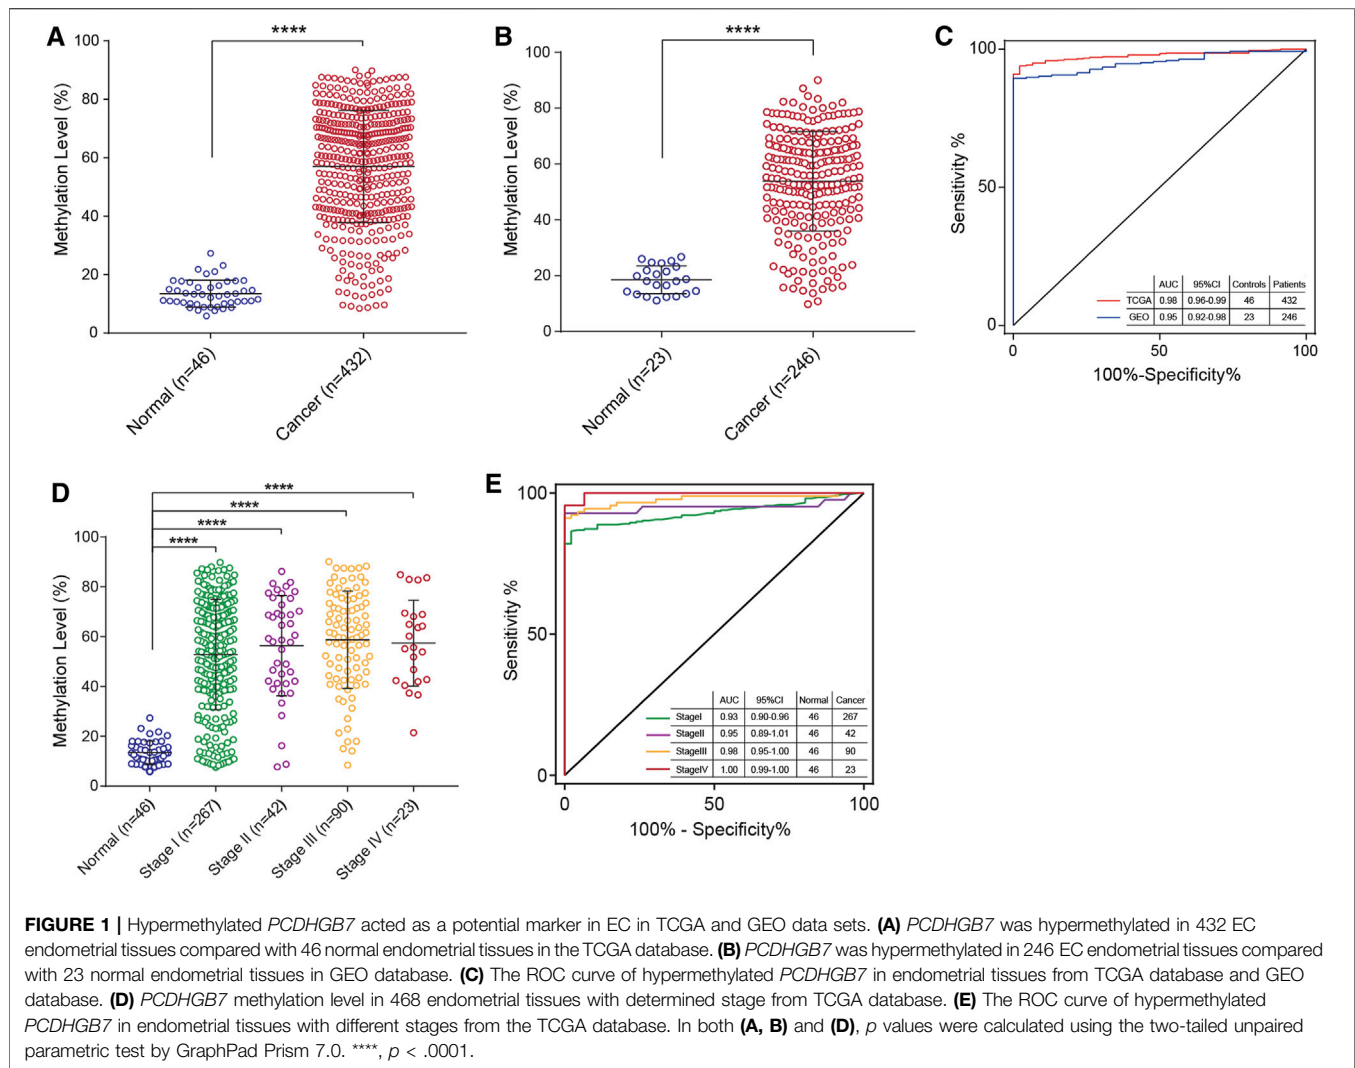 A
****
Methylation Level (%)
100
80
60
40
20
0
Normal (n=46)
Cancer (n=432)
B
****
Methylation Level (%)
100
80
60
40
20
0
Normal (n=23)
Cancer (n=246)
C
Sensitivity %
100
50
0
0 50 100
100%-Specificity%
AUC 95%CI Controls Patients
TCGA 0.98 0.96-0.99 46 432
GEO 0.95 0.92-0.98 23 246
D
****
****
****
****
Methylation Level (%)
100
80
60
40
20
0
Normal (n=46)
Stage I (n=267)
Stage II (n=42)
Stage III (n=90)
Stage IV (n=23)
E
Sensitivity %
100
50
0
0 50 100
100% - Specificity%
AUC 95%CI Normal Cancer
StageI 0.93 0.90-0.96 46 267
StageII 0.95 0.89-1.01 46 42
StageIII 0.98 0.95-1.00 46 90
StageIV 1.00 0.99-1.00 46 23
FIGURE 1 | Hypermethylated PCDHGB7 acted as a potential marker in EC in TCGA and GEO data sets. (A) PCDHGB7 was hypermethylated in 432 EC
endometrial tissues compared with 46 normal endometrial tissues in the TCGA database. (B) PCDHGB7 was hypermethylated in 246 EC endometrial tissues compared
with 23 normal endometrial tissues in GEO database. (C) The ROC curve of hypermethylated PCDHGB7 in endometrial tissues from TCGA database and GEO
database. (D) PCDHGB7 methylation level in 468 endometrial tissues with determined stage from TCGA database. (E) The ROC curve of hypermethylated
PCDHGB7 in endometrial tissues with different stages from the TCGA database. In both (A, B) and (D), p values were calculated using the two-tailed unpaired
parametric test by GraphPad Prism 7.0. ****, p < .0001.